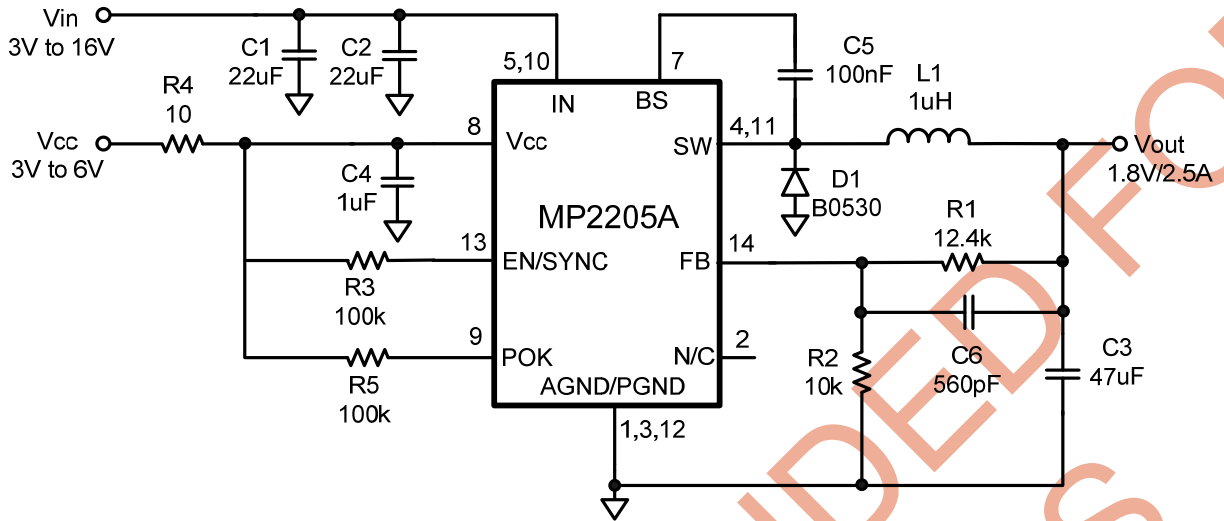 Vin
3V to 16V
C1
22uF
C2
22uF
5,10
IN
7
BS
C5
100nF
L1
1uH
R4
10
Vcc
3V to 6V
8
Vcc
C4
1uF
4,11
SW
Vout
1.8V/2.5A
D1
B0530
MP2205A
R1
12.4k
13
EN/SYNC
14
FB
R3
100k
9
POK
2
N/C
R2
10k
C6
560pF
C3
47uF
R5
100k
AGND/PGND
1,3,12